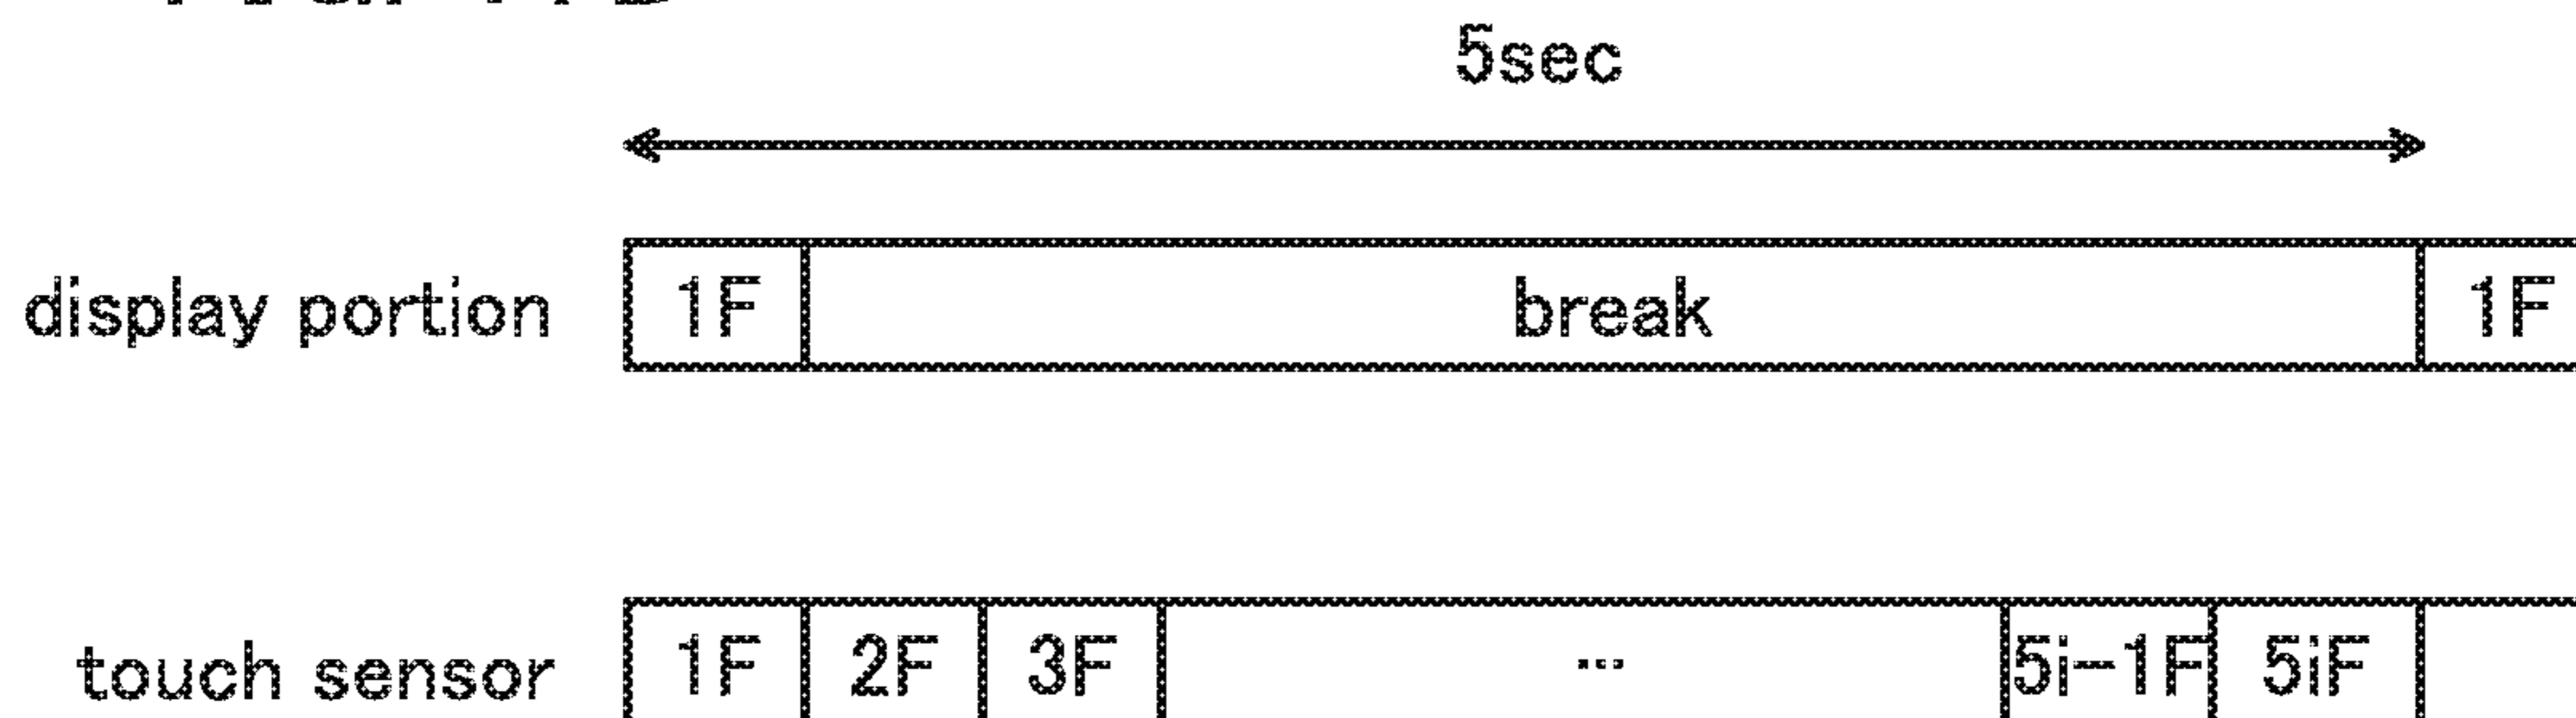 5sec
display portion 1F break 1F
touch sensor 1F 2F 3F ... 5i-1F 5iF